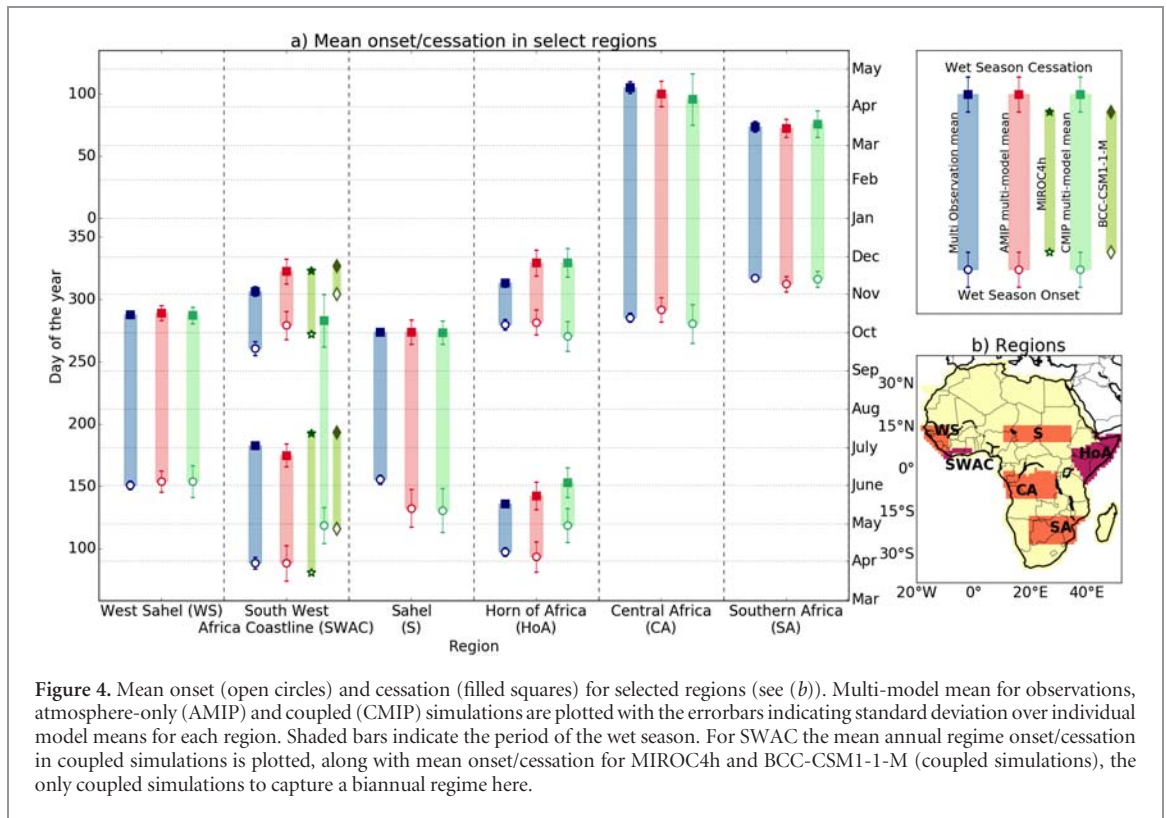 a) Mean onset/cessation in select regions
100
50
0
350
300
250
200
150
100
Day of the year
May
Apr
Mar
Feb
Jan
Dec
Nov
Oct
Sep
Aug
July
June
May
Apr
Mar
West Sahel (WS)
South West
Africa Coastline (SWAC)
Sahel
(S)
Horn of Africa
(HoA)
Central Africa
(CA)
Southern Africa
(SA)
Region
Wet Season Cessation
Multi Observation mean
AMIP multi-model mean
MIROC4h
CMIP multi-model mean
BCC-CSM1-1-M
Wet Season Onset
b) Regions
30°N
15°N
0°
15°S
30°S
20°W
0°
20°E
40°E
WS
S
HoA
SWAC
CA
SA
Figure 4. Mean onset (open circles) and cessation (filled squares) for selected regions (see (b)). Multi-model mean for observations,
atmosphere-only (AMIP) and coupled (CMIP) simulations are plotted with the errorbars indicating standard deviation over individual
model means for each region. Shaded bars indicate the period of the wet season. For SWAC the mean annual regime onset/cessation
in coupled simulations is plotted, along with mean onset/cessation for MIROC4h and BCC-CSM1-1-M (coupled simulations), the
only coupled simulations to capture a biannual regime here.